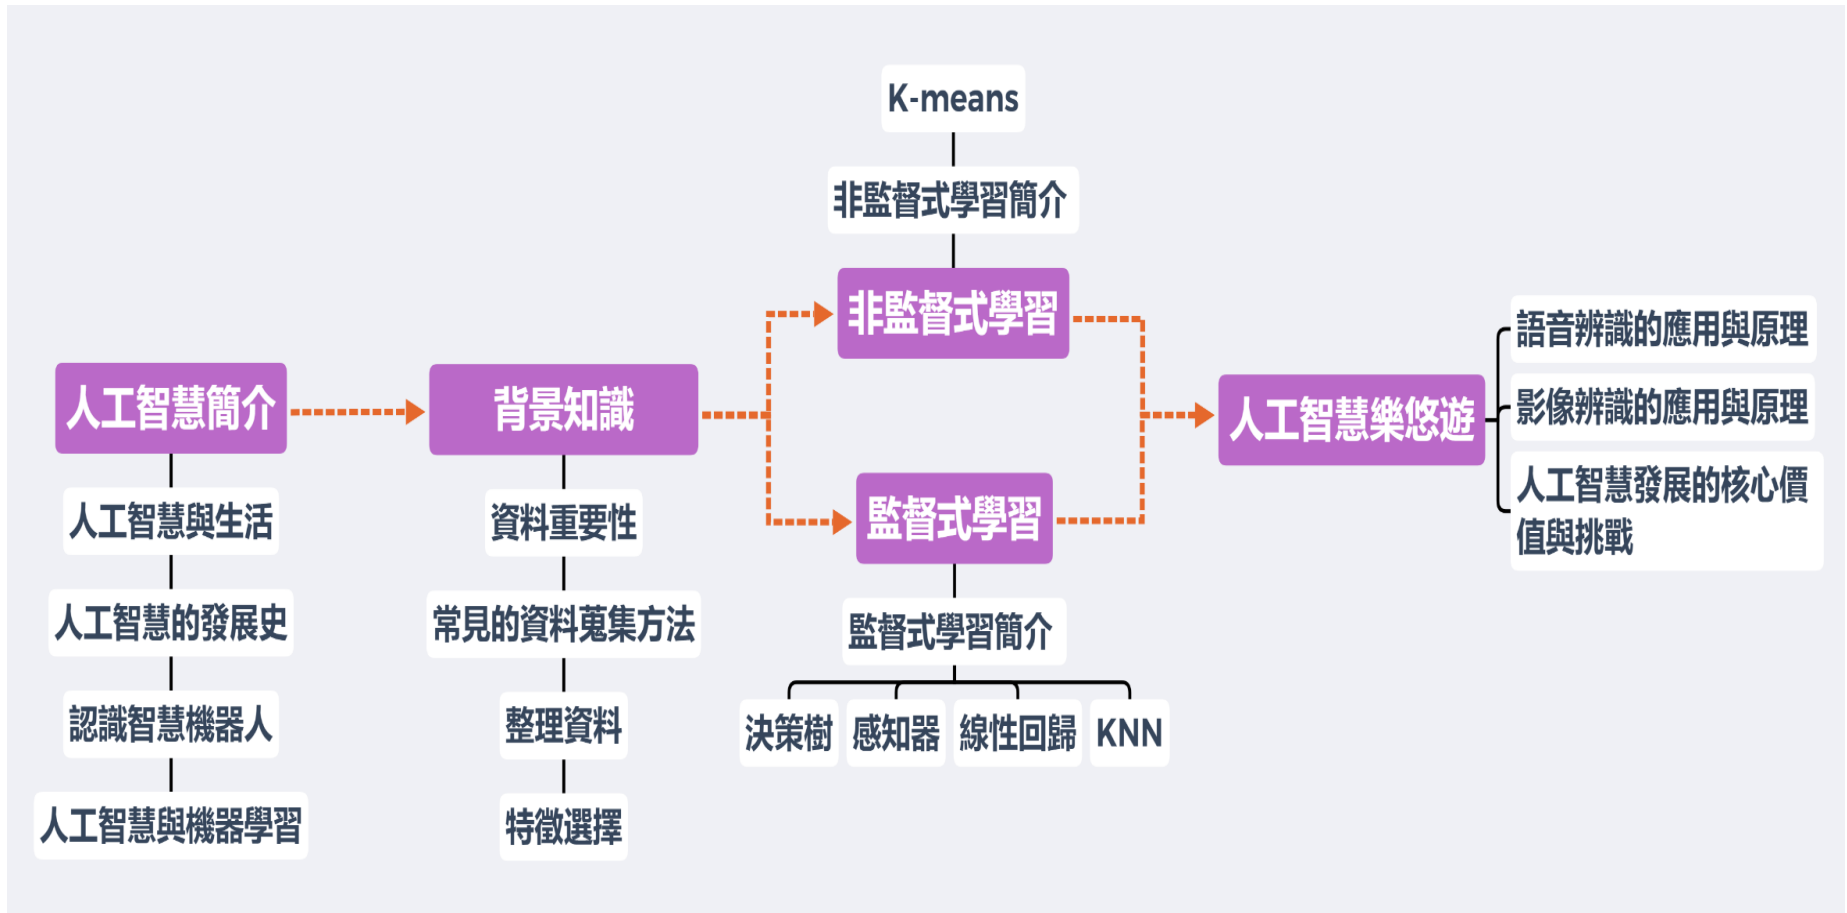 K-means
非監督式學習簡介
非監督式學習
人工智慧簡介
背景知識
監督式學習
人工智慧樂悠遊
語音辨識的應用與原理
影像辨識的應用與原理
人工智慧發展的核心價
值與挑戰
人工智慧與生活
人工智慧的發展史
認識智慧機器人
人工智慧與機器學習
資料重要性
常見的資料蒐集方法
整理資料
特徵選擇
監督式學習簡介
決策樹
感知器
線性回歸
KNN